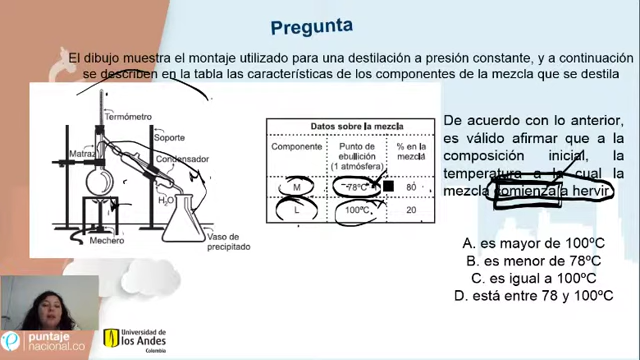 Pregunta
El dibujo muestra el montaje utilizado para una destilación a presión constante, y a continuación
se describen en la tabla las características de los componentes de la mezcla que se destila
Termómetro
Soporte
Matraz
Condensador
H₂O
Mechero
Vaso de
precipitado
Datos sobre la mezcla
Componente
Punto de
ebullición
(1 atmósfera)
% en la
mezcla
M
78ºC
80
L
100ºC
20
De acuerdo con lo anterior,
es válido afirmar que a la
composición inicial, la
temperatura a la cual la
mezcla comienza a hervir
A. es mayor de 100ºC
B. es menor de 78ºC
C. es igual a 100ºC
D. está entre 78 y 100ºC
puntaje
nacional.co
Universidad de
los Andes
Colombia